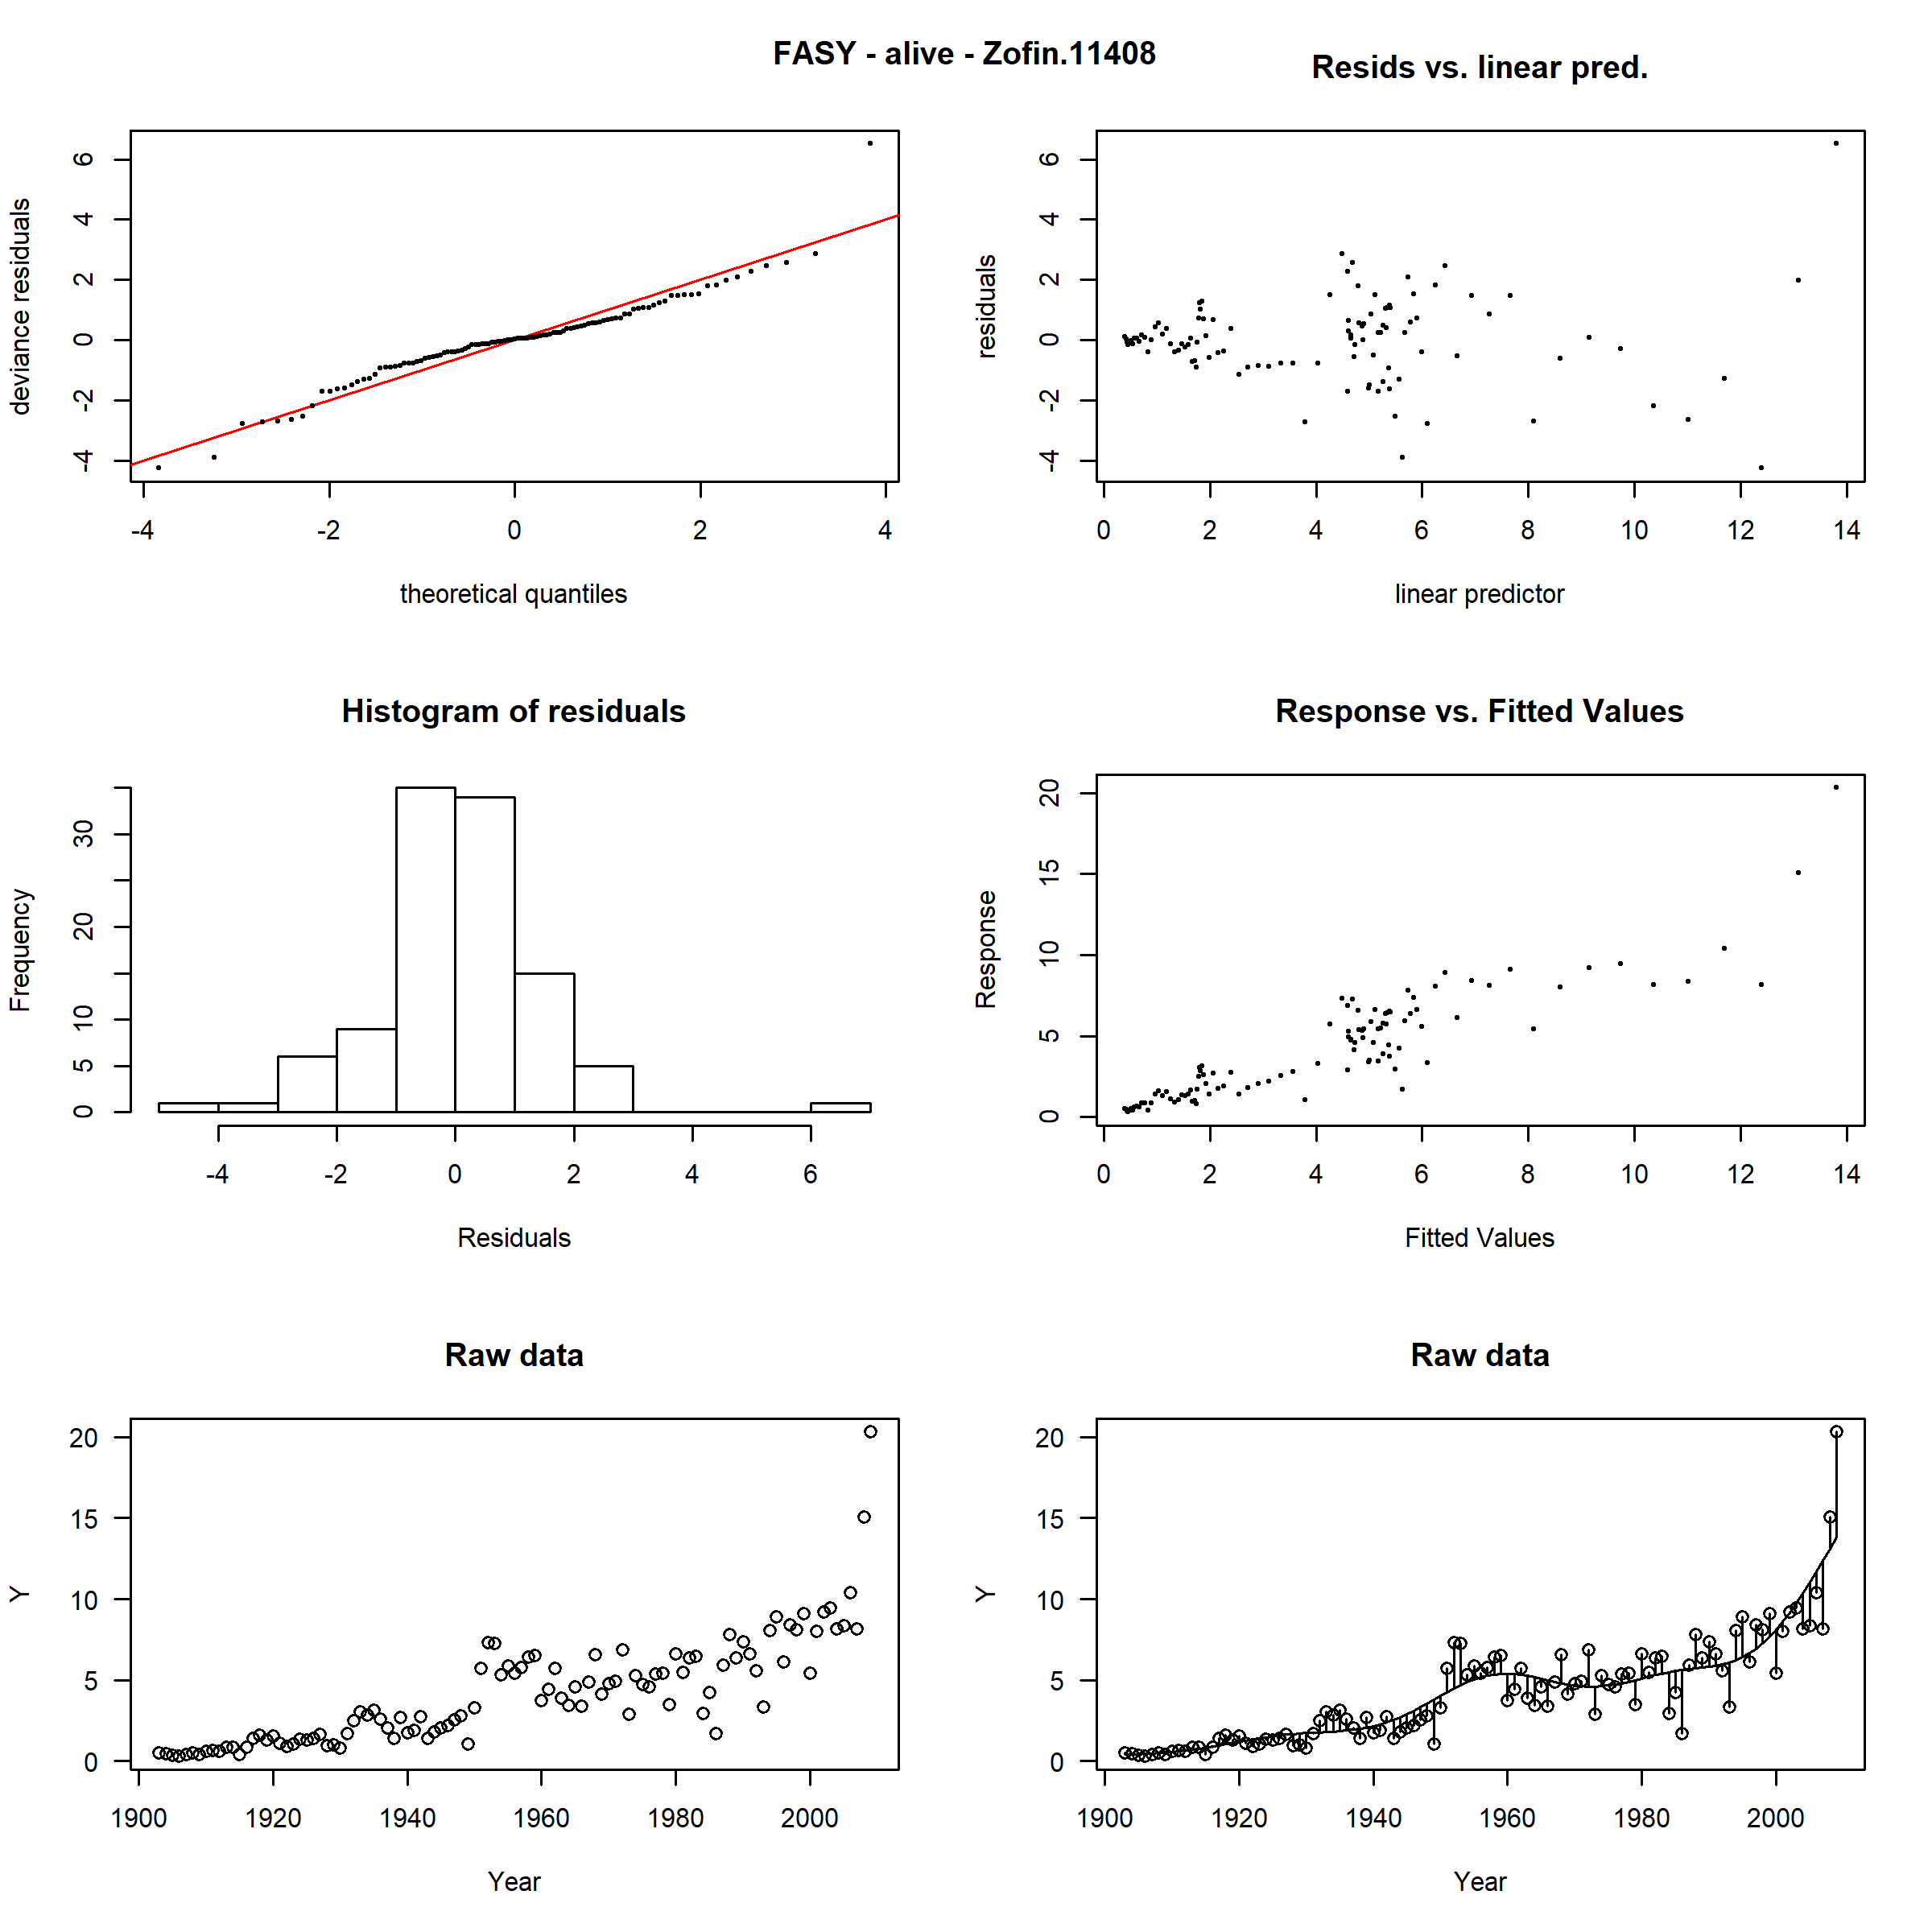 FASY - alive - Zofin.11408
Resids vs. linear pred.
deviance residuals
6
4
2
0
-2
-4
-4 -2 0 2 4
theoretical quantiles
residuals
6
4
2
0
-2
-4
0 2 4 6 8 10 12 14
linear predictor
Histogram of residuals
Frequency
30
20
10
5
0
-4 -2 0 2 4 6
Residuals
Response vs. Fitted Values
Response
20
15
10
5
0
0 2 4 6 8 10 12 14
Fitted Values
Raw data
Y
20
15
10
5
0
1900 1920 1940 1960 1980 2000
Year
Raw data
Y
20
15
10
5
0
1900 1920 1940 1960 1980 2000
Year